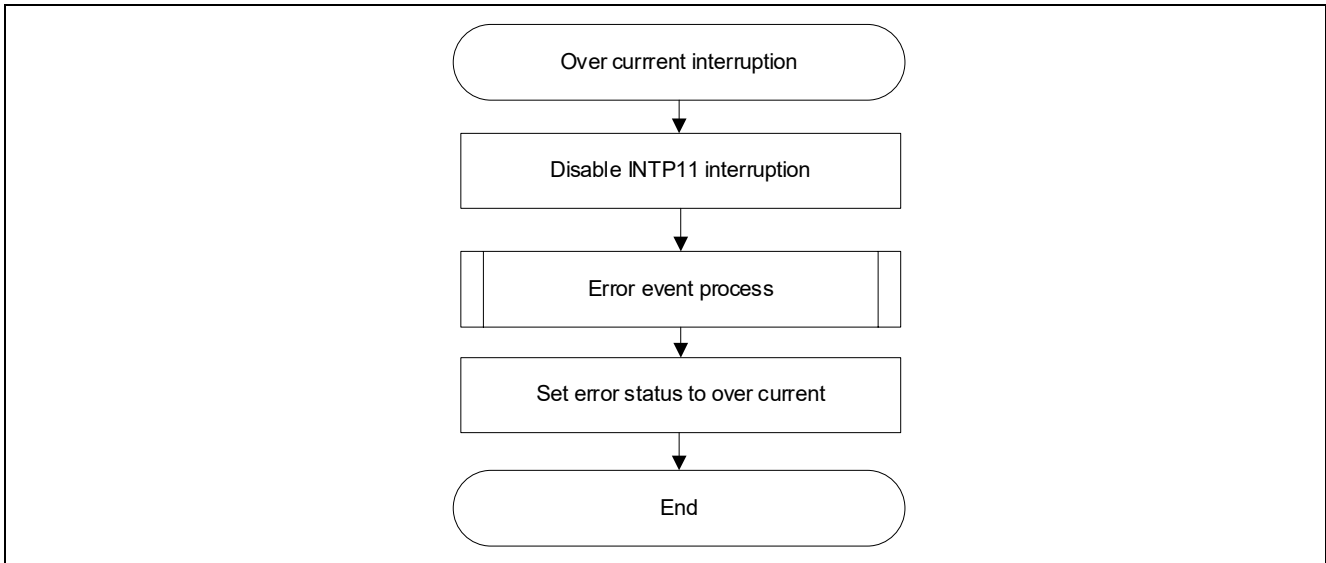 Over currrent interruption
Disable INTP11 interruption
Error event process
Set error status to over current
End